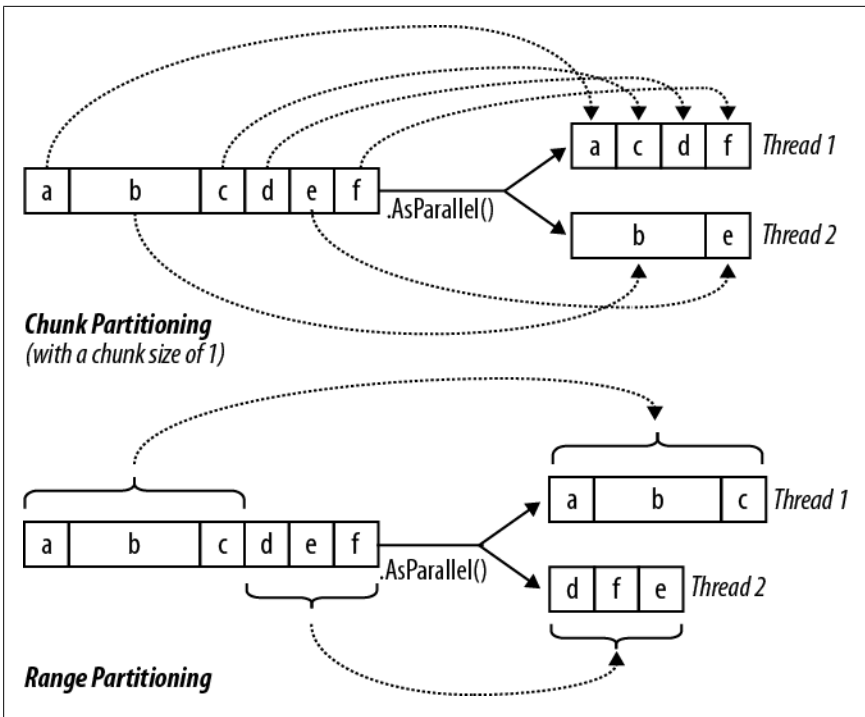 a c d f Thread 1
a b c d e f
.AsParallel()
b e Thread 2
Chunk Partitioning
(with a chunk size of 1)
a b c Thread 1
a b c d e f
.AsParallel()
d f e Thread 2
Range Partitioning